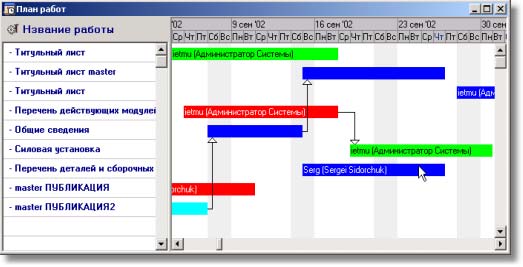 План работ
Нзвание работы
'02 9 сен '02 16 сен '02 23 сен '02 30 сен
Ср Чт Пт Сб Вс Пн Вт Ср Чт Пт Сб Вс Пн Вт Ср Чт Пт Сб Вс Пн Вт Ср Чт Пт Сб Вс Пн Вт
- Титульный лист
ietmu (Администратор Системы)
- Титульный лист master
- Титульный лист
ietmu (Адм
- Перечень действующих модулей
ietmu (Администратор Системы)
- Общие сведения
- Силовая установка
ietmu (Администратор Системы)
- Перечень деталей и сборочных
Serg (Sergei Sidorchuk)
- master ПУБЛИКАЦИЯ
orchuk)
- master ПУБЛИКАЦИЯ2